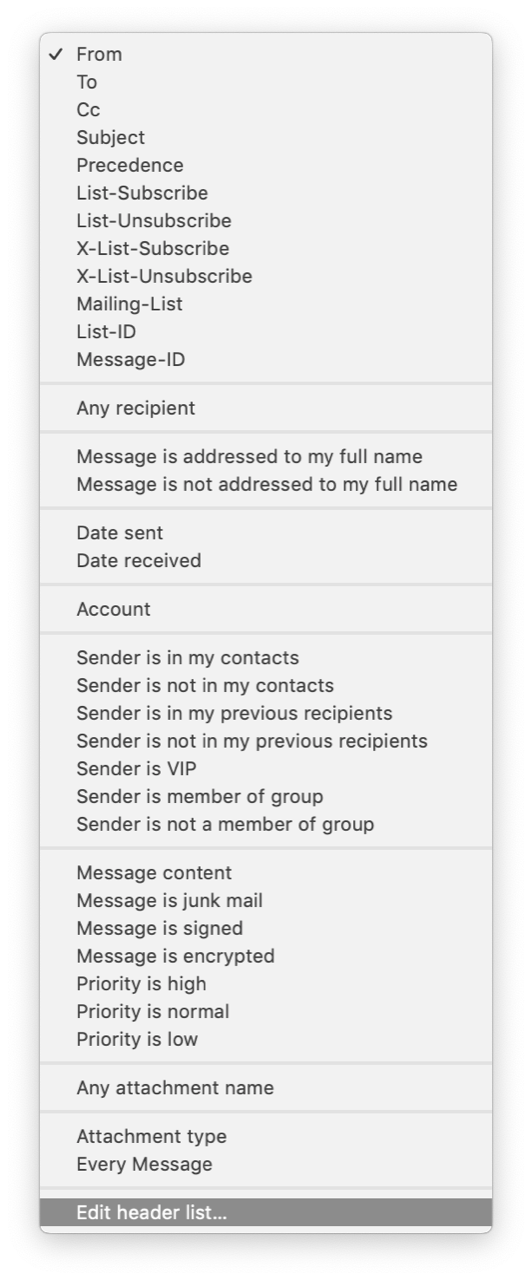 ✓ From
To
Cc
Subject
Precedence
List-Subscribe
List-Unsubscribe
X-List-Subscribe
X-List-Unsubscribe
Mailing-List
List-ID
Message-ID
Any recipient
Message is addressed to my full name
Message is not addressed to my full name
Date sent
Date received
Account
Sender is in my contacts
Sender is not in my contacts
Sender is in my previous recipients
Sender is not in my previous recipients
Sender is VIP
Sender is member of group
Sender is not a member of group
Message content
Message is junk mail
Message is signed
Message is encrypted
Priority is high
Priority is normal
Priority is low
Any attachment name
Attachment type
Every Message
Edit header list...